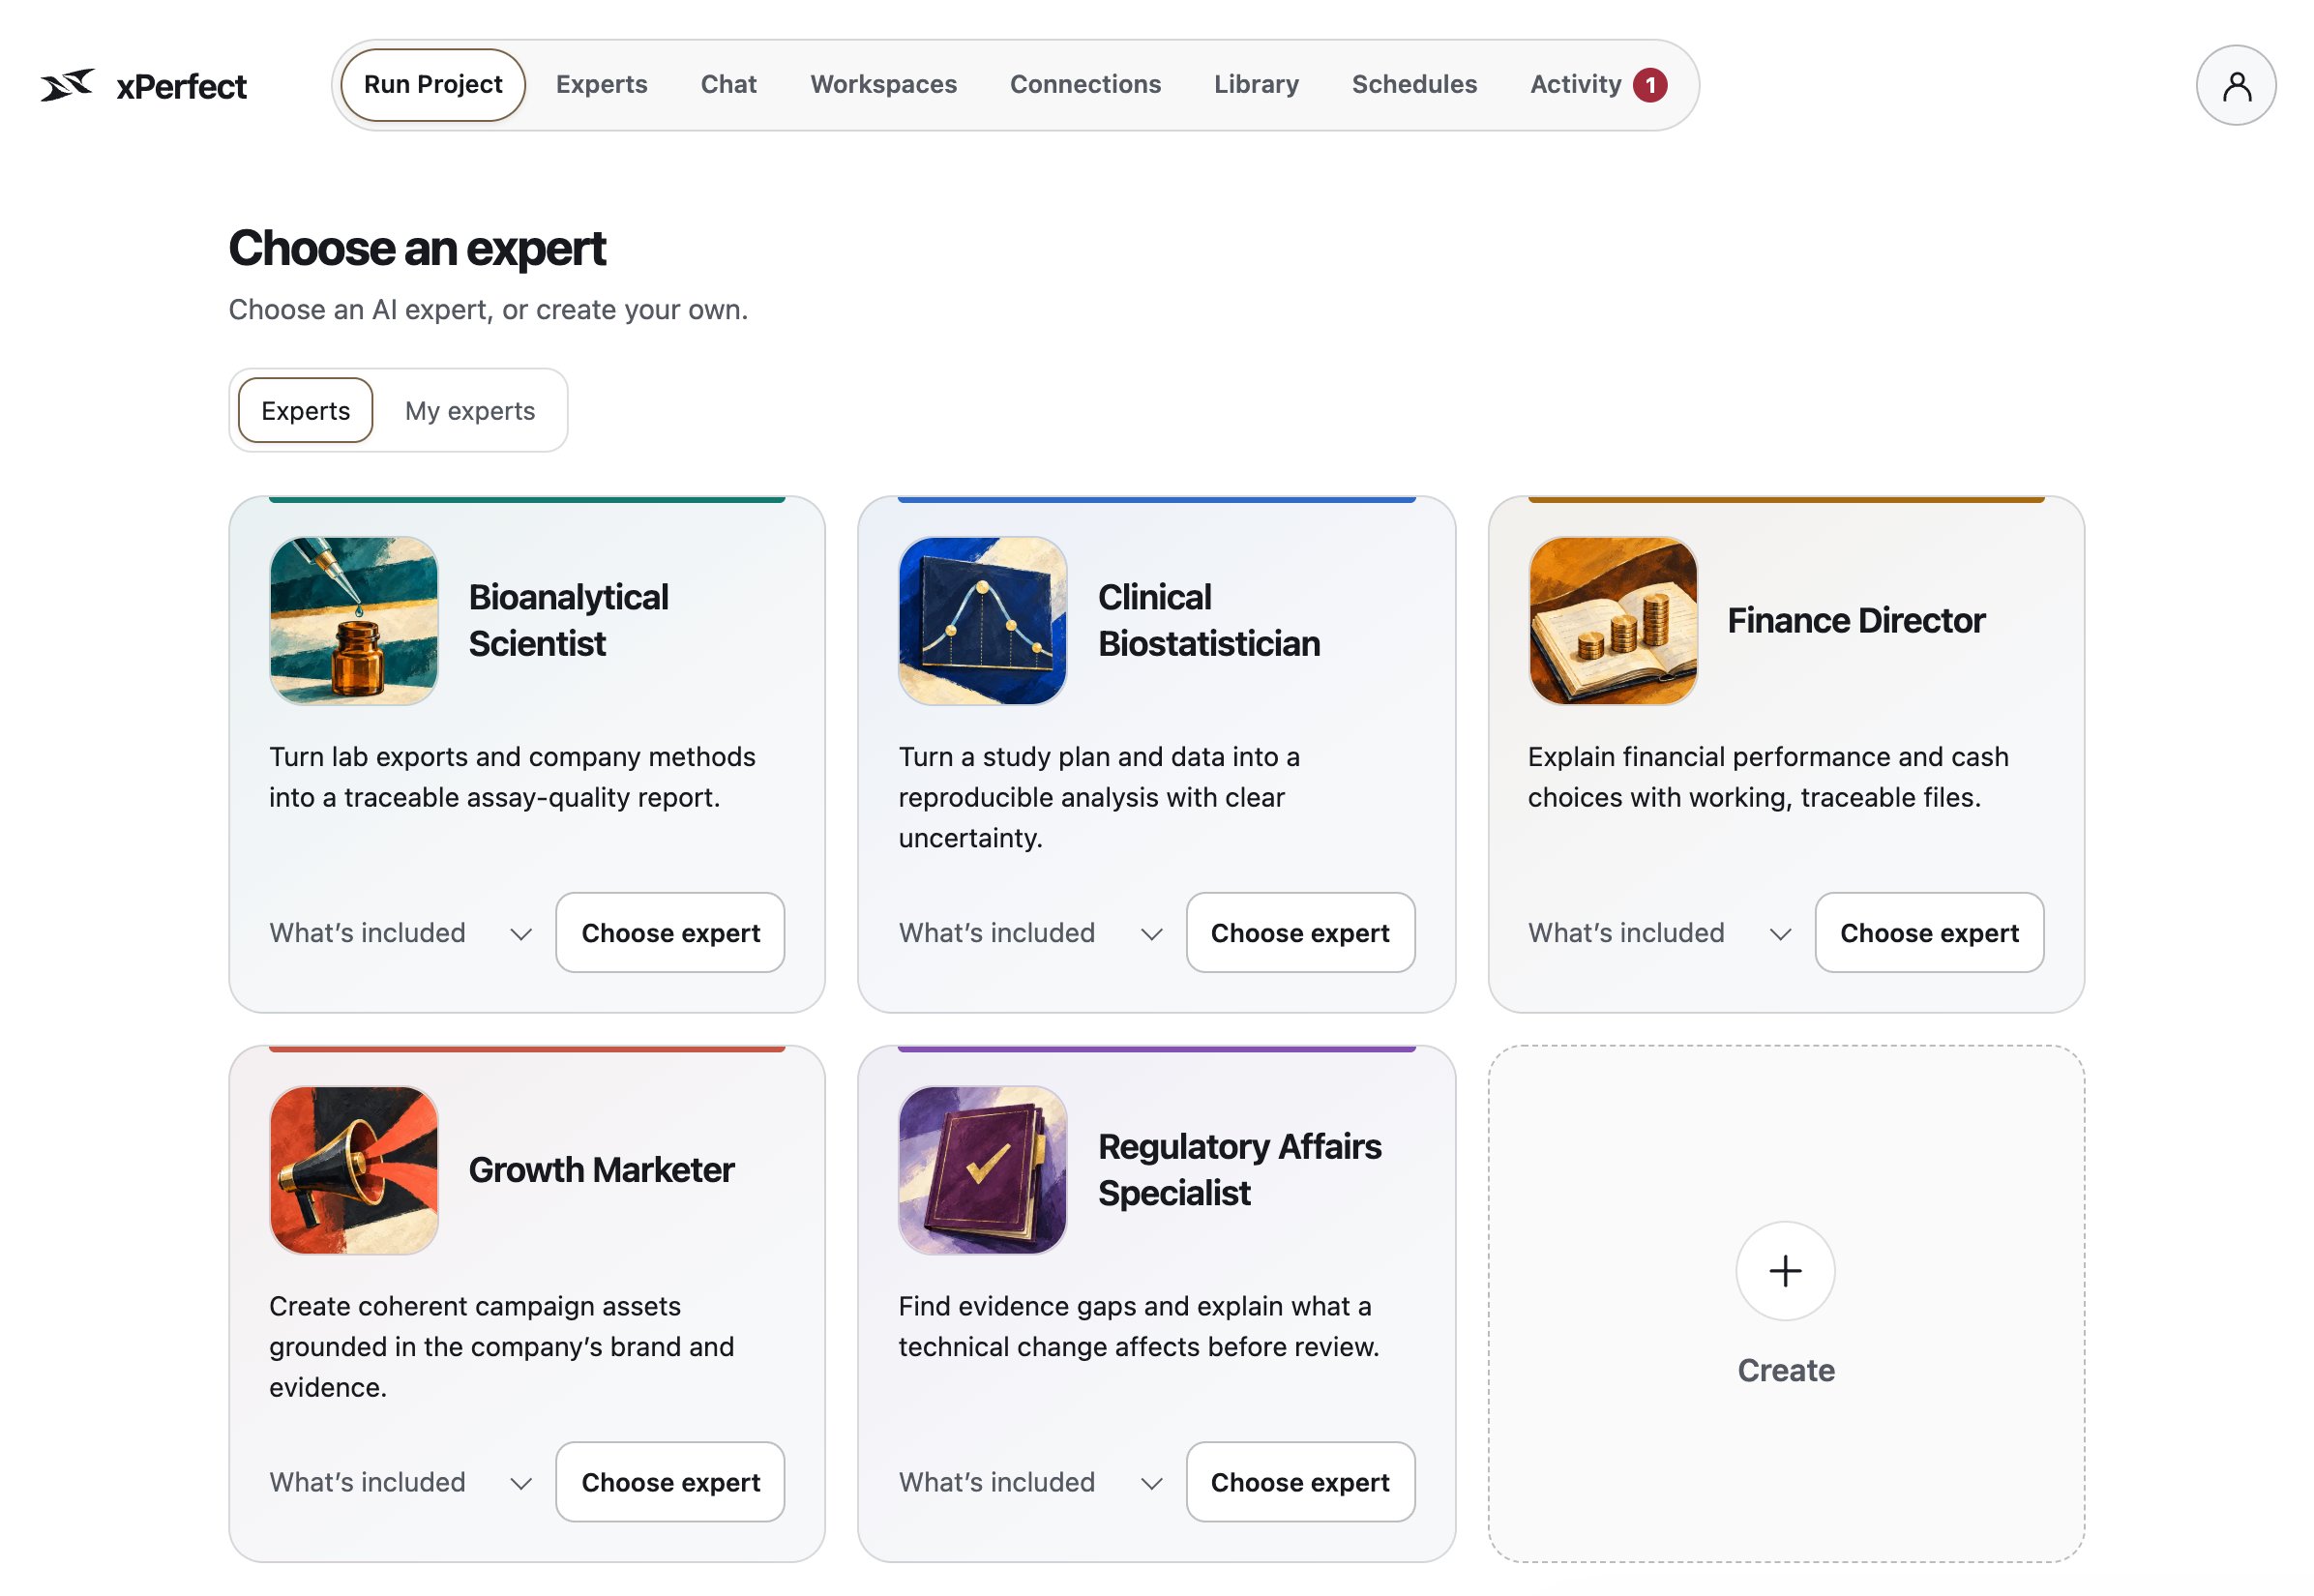 xPerfect
Run Project
Experts
Chat
Workspaces
Connections
Library
Schedules
Activity
1
Choose an expert
Choose an AI expert, or create your own.
Experts
My experts
Bioanalytical
Scientist
Turn lab exports and company methods
into a traceable assay-quality report.
What’s included
Choose expert
Clinical
Biostatistician
Turn a study plan and data into a
reproducible analysis with clear
uncertainty.
What’s included
Choose expert
Finance Director
Explain financial performance and cash
choices with working, traceable files.
What’s included
Choose expert
Growth Marketer
Create coherent campaign assets
grounded in the company’s brand and
evidence.
What’s included
Choose expert
Regulatory Affairs
Specialist
Find evidence gaps and explain what a
technical change affects before review.
What’s included
Choose expert
Create